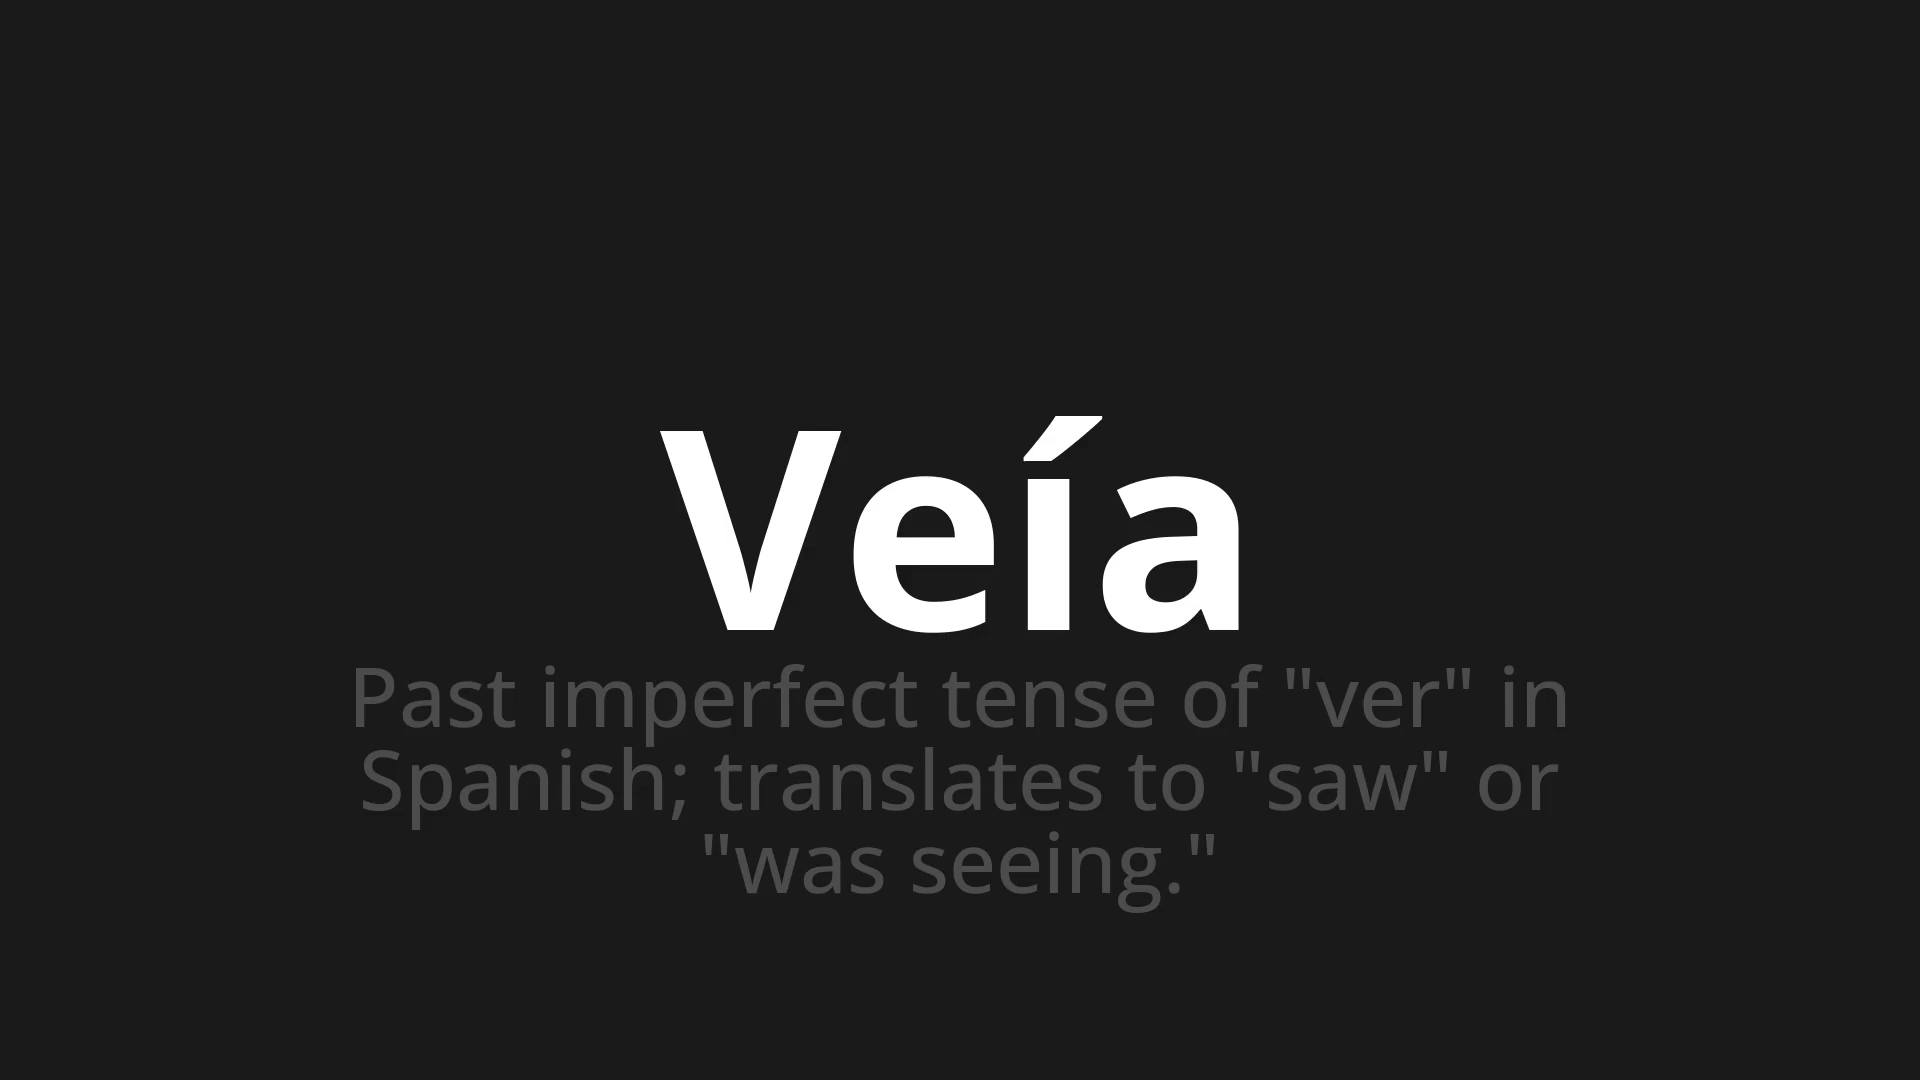 Veía
Past imperfect tense of "ver" in
Spanish; translates to "saw" or
"was seeing."